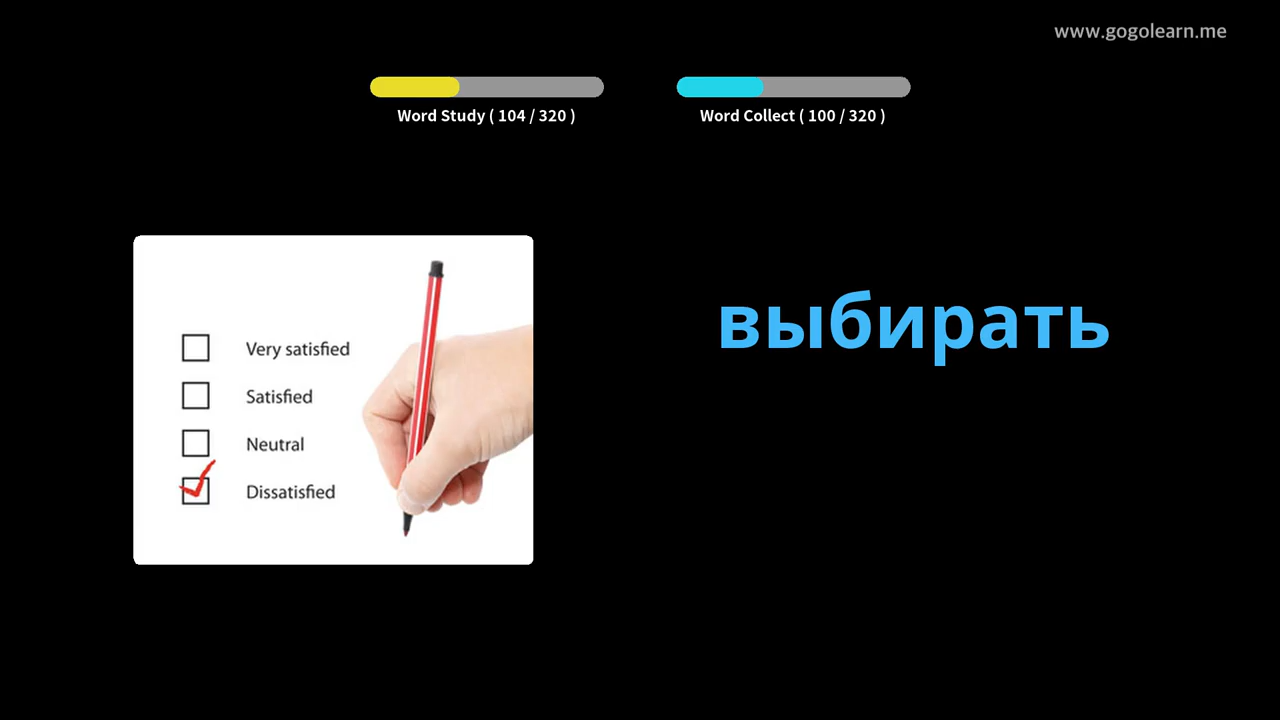 www.gogolearn.me
Word Study ( 104 / 320 )
Word Collect ( 100 / 320 )
выбирать
Very satisfied
Satisfied
Neutral
Dissatisfied